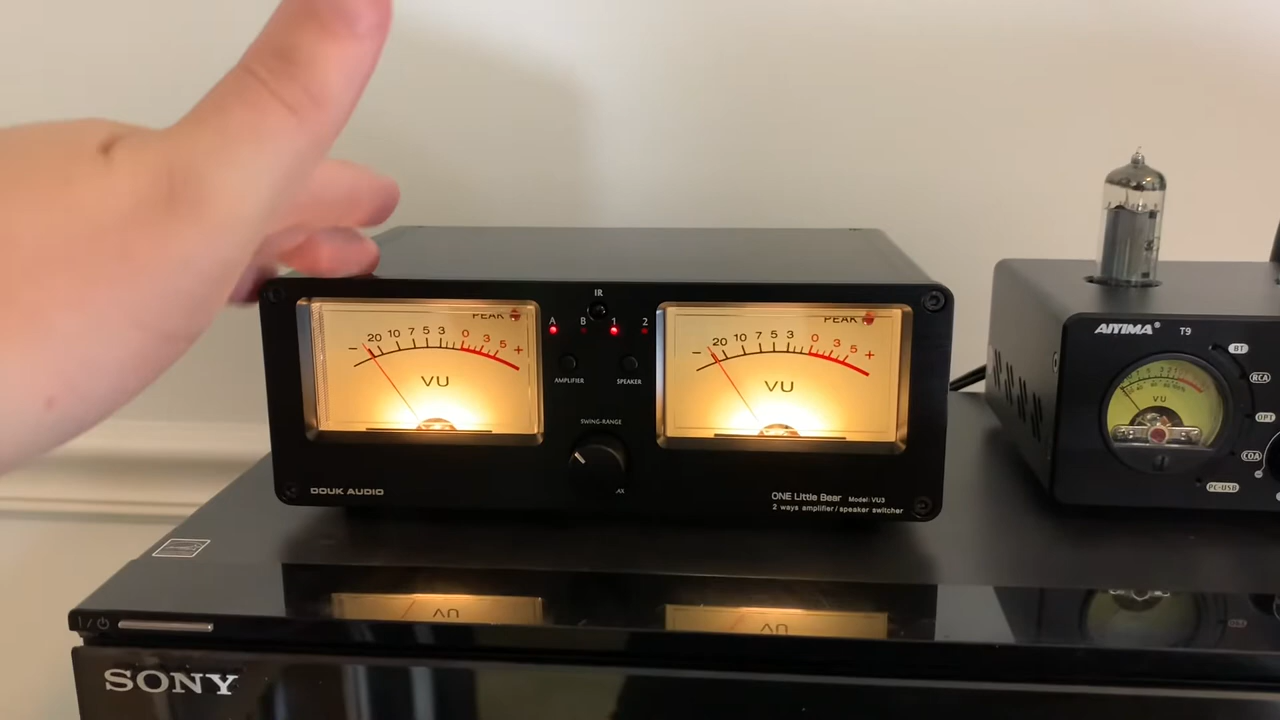 IR
A B 1 2
AMPLIFIER SPEAKER
SWING-RANGE
PEAK
- 20 10 7 5 3 0 3 5 +
VU
PEAK
- 20 10 7 5 3 0 3 5 +
VU
DOUK AUDIO
ONE Little Bear Model: VU3
2 ways amplifier/speaker switcher
AIYIMA® T9
VU
BT
RCA
OPT
COA
PC-USB
SONY